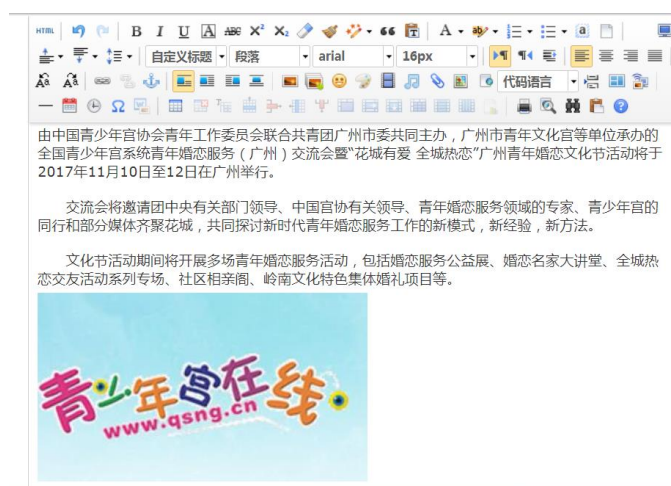 HTML B I U A ABC X² X₂ A ab a
自定义标题 段落 arial 16px
Aa Aa 代码语言
Ω
由中国青少年宫协会青年工作委员会联合共青团广州市委共同主办，广州市青年文化宫等单位承办的
全国青少年宫系统青年婚恋服务（广州）交流会暨“花城有爱 全城热恋”广州青年婚恋文化节活动将于
2017年11月10日至12日在广州举行。
交流会将邀请团中央有关部门领导、中国宫协有关领导、青年婚恋服务领域的专家、青少年宫的
同行和部分媒体齐聚花城，共同探讨新时代青年婚恋服务工作的新模式，新经验，新方法。
文化节活动期间将开展多场青年婚恋服务活动，包括婚恋服务公益展、婚恋名家大讲堂、全城热
恋交友活动系列专场、社区相亲阁、岭南文化特色集体婚礼项目等。
青少年宫在线
www.qsng.cn